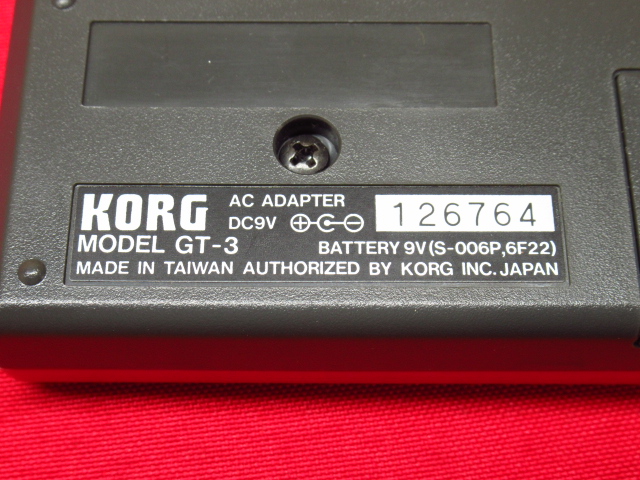 KORG AC ADAPTER
DC9V ⊕-C-⊖ 126764
MODEL GT-3 BATTERY 9V(S-006P,6F22)
MADE IN TAIWAN AUTHORIZED BY KORG INC. JAPAN